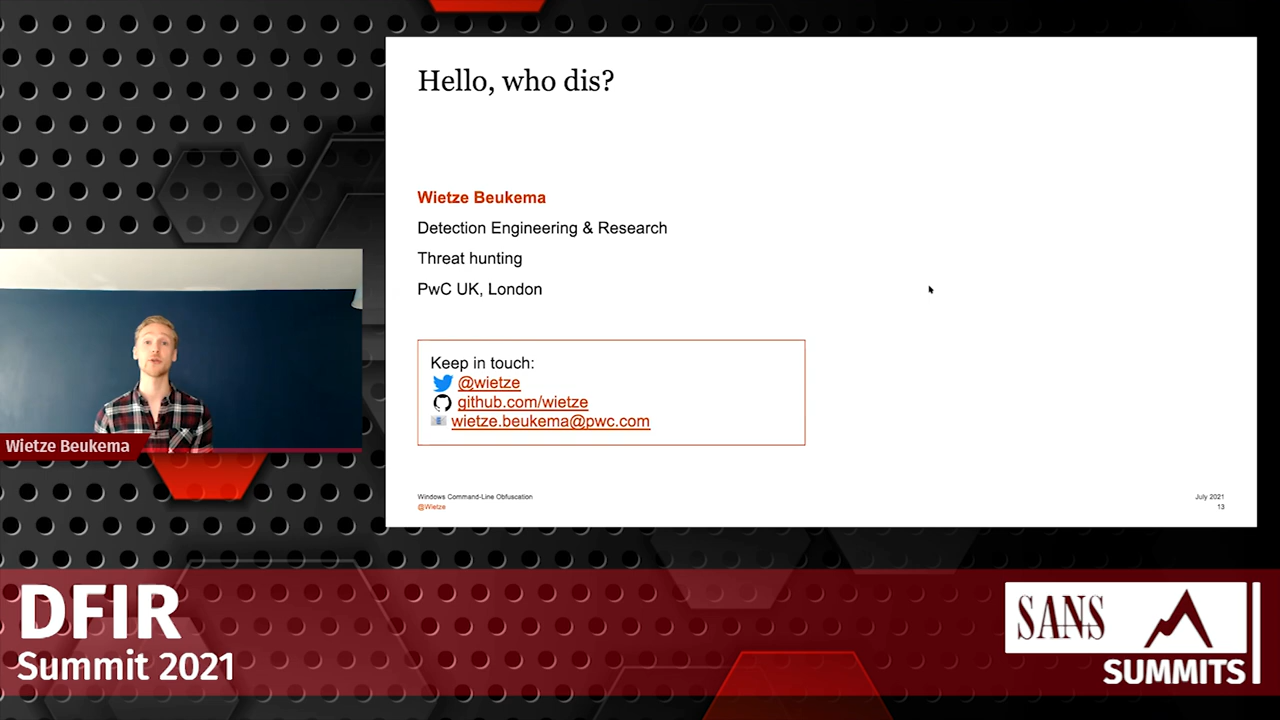 Hello, who dis?
Wietze Beukema
Detection Engineering & Research
Threat hunting
PwC UK, London
Keep in touch:
@wietze
github.com/wietze
wietze.beukema@pwc.com
Windows Command-Line Obfuscation
@Wietze
July 2021
13
Wietze Beukema
DFIR
Summit 2021
SANS
SUMMITS